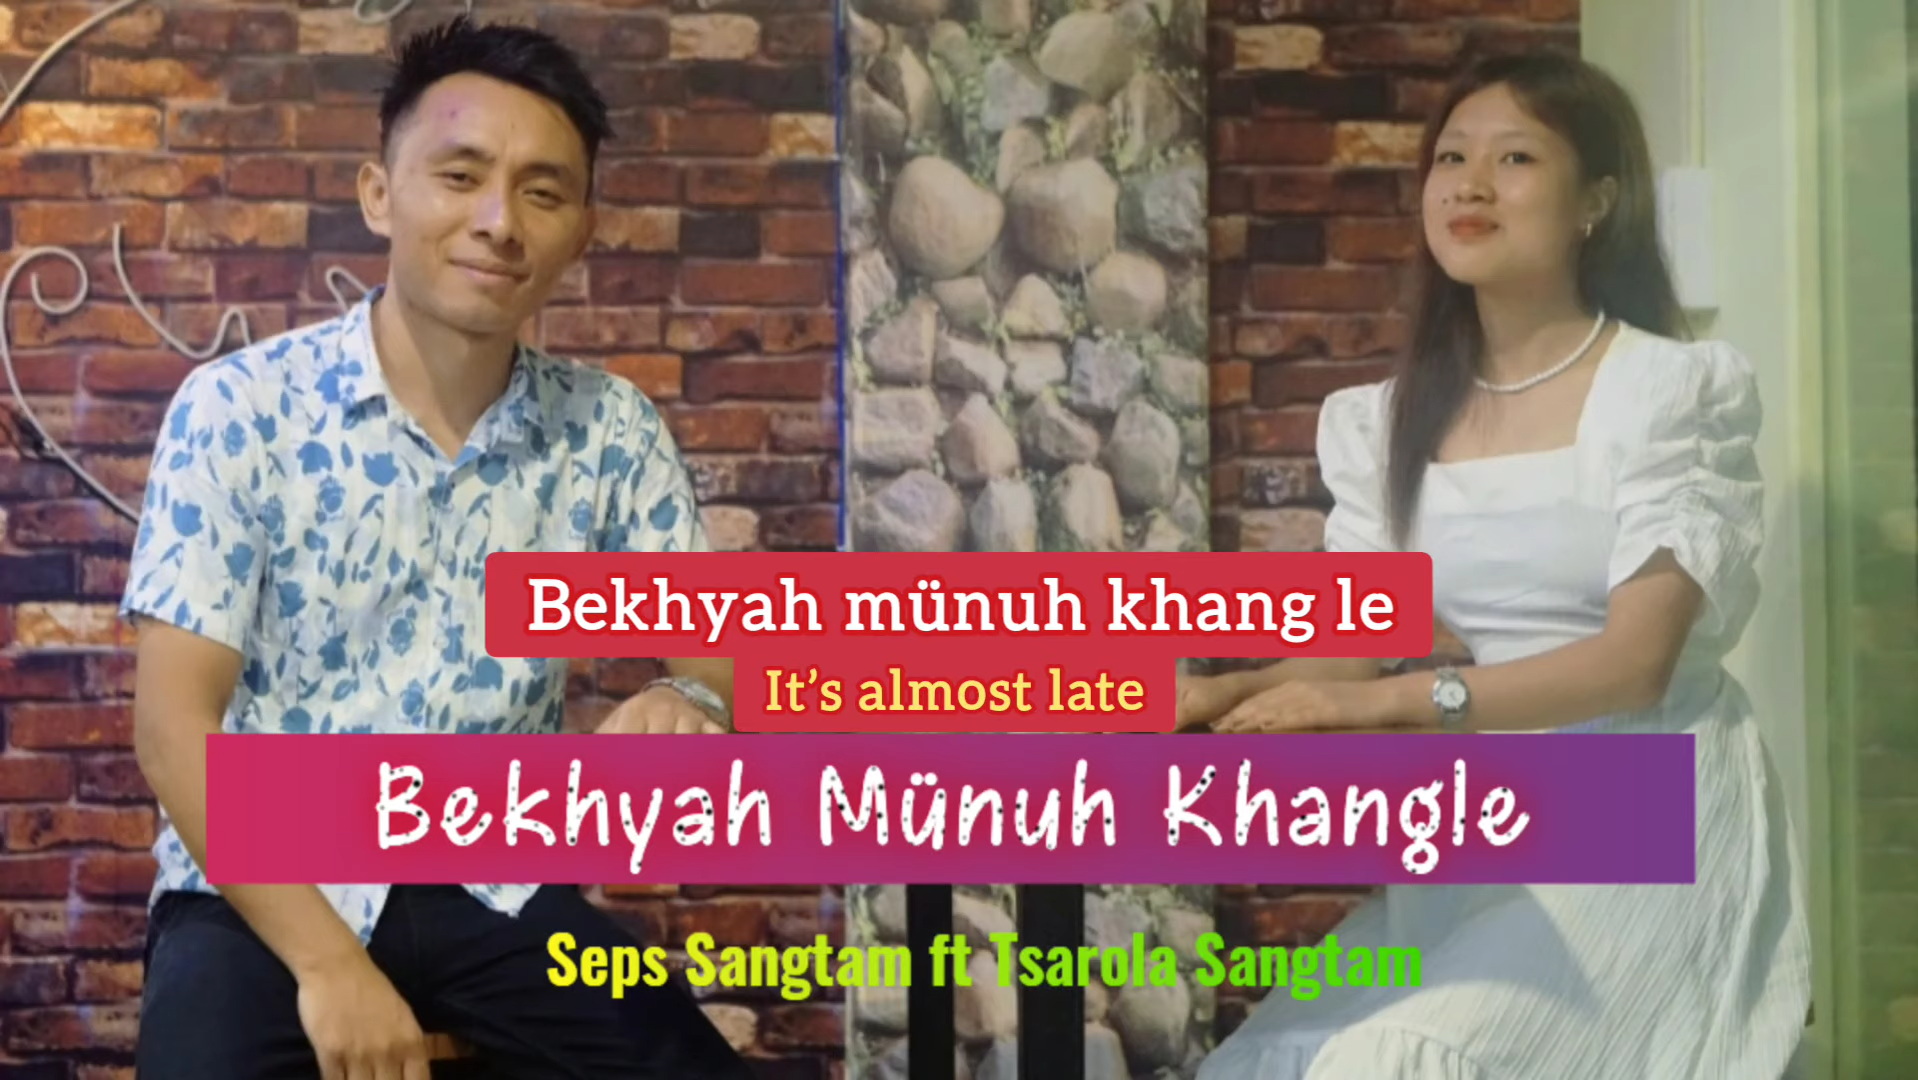 Bekhyah münuh khang le
It’s almost late
Bekhyah Münuh Khangle
Seps Sangtam ft Tsarola Sangtam